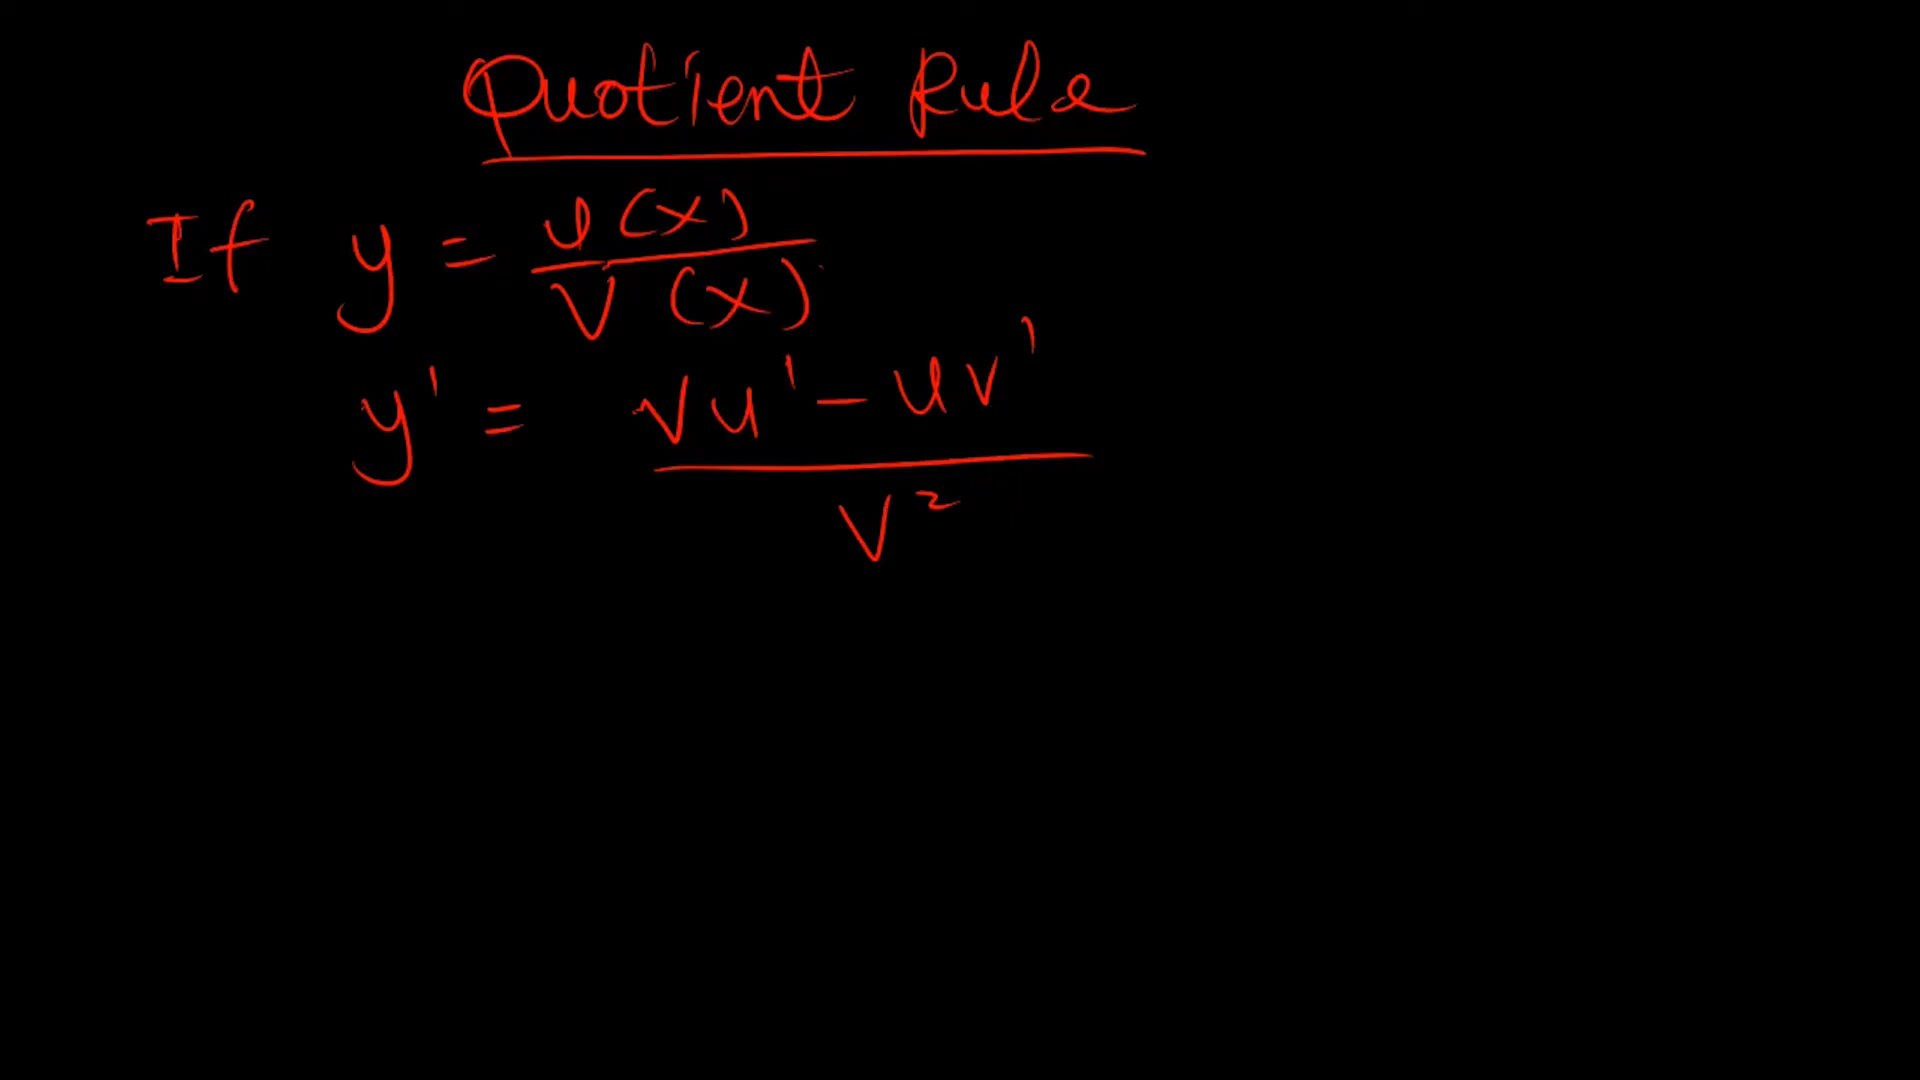 Quotient Rule
If y = u(x) / v(x)
y' = vu' - uv' / v²